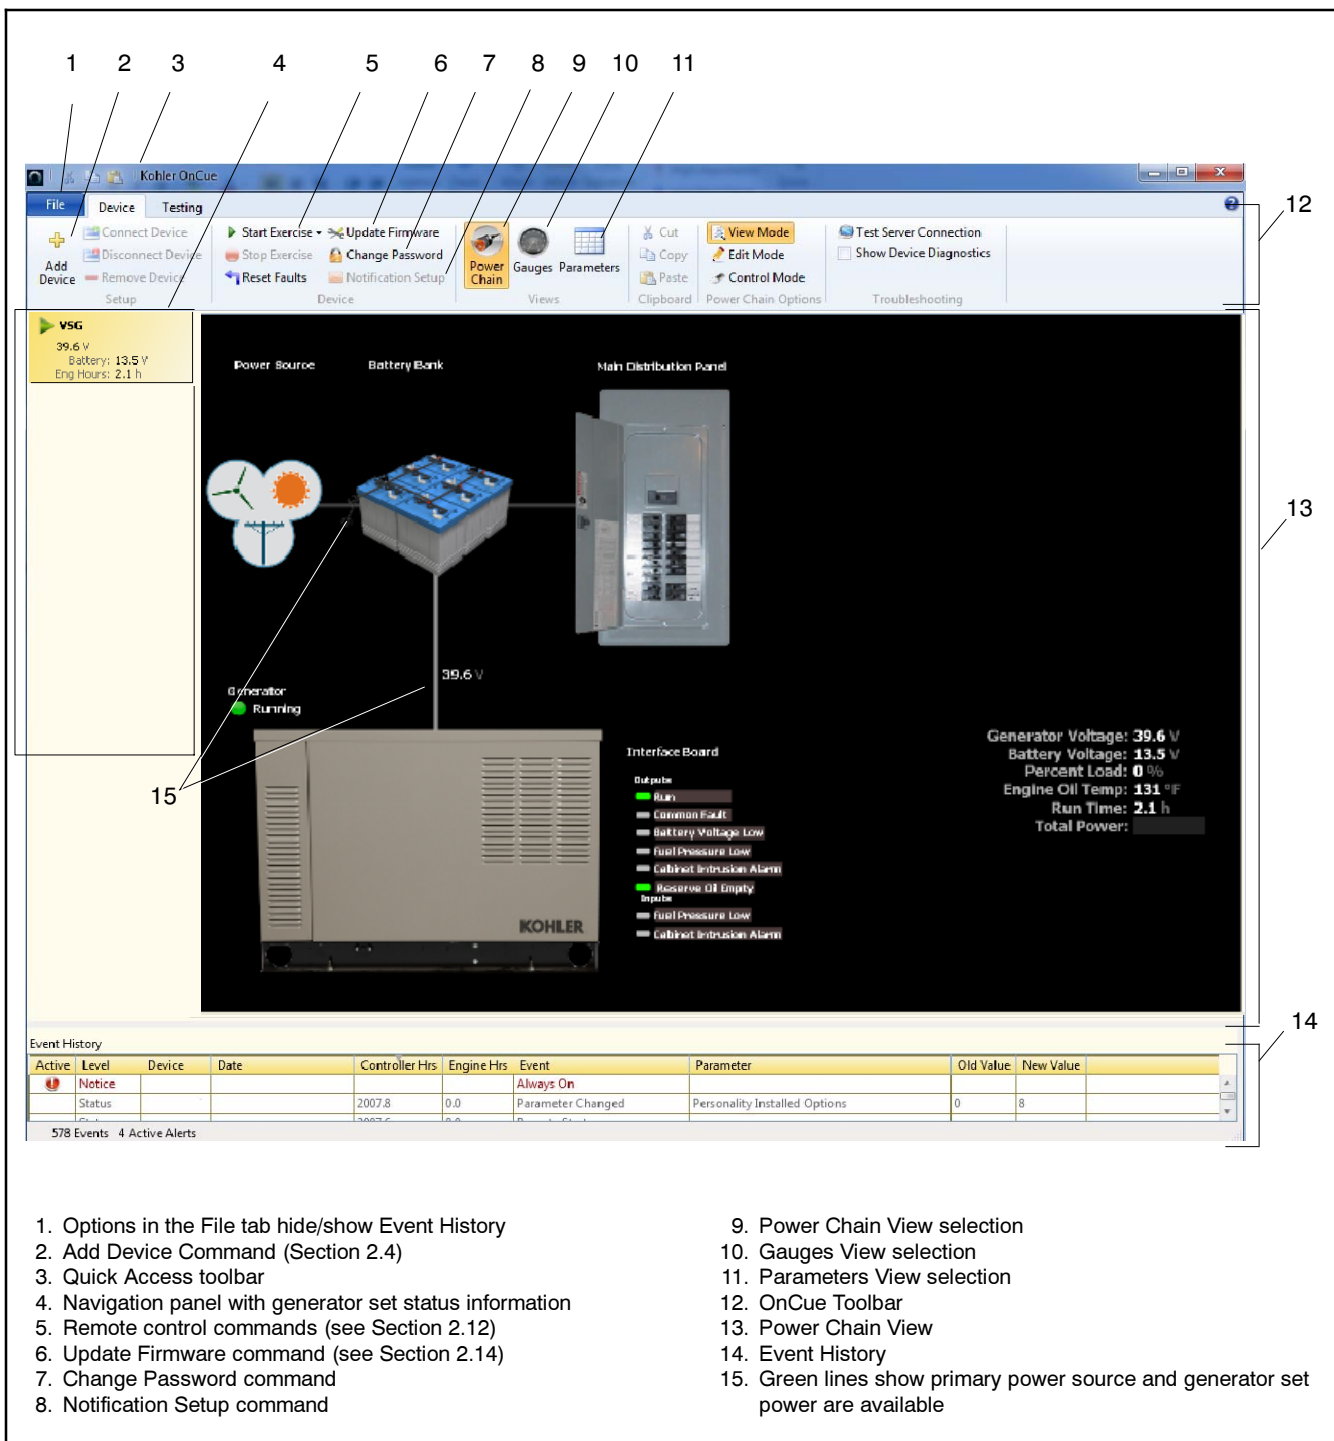 1 2 3 4 5 6 7 8 9 10 11
Kohler OnCue
File Device Testing
12
Add Device
Connect Device
Disconnect Device
Remove Device
Setup
Start Exercise
Stop Exercise
Reset Faults
Update Firmware
Change Password
Notification Setup
Device
Power Chain
Gauges
Parameters
Views
Cut
Copy
Paste
Clipboard
View Mode
Edit Mode
Control Mode
Power Chain Options
Test Server Connection
Show Device Diagnostics
Troubleshooting
VSG
39.6 V
Battery: 13.5 V
Eng Hours: 2.1 h
Power Source
Battery Bank
Main Distribution Panel
13
39.6 V
Generator
Running
15
KOHLER
Interface Board
Outputs
Run
Common Fault
Battery Voltage Low
Fuel Pressure Low
Cabinet Intrusion Alarm
Reserve Oil Empty
Inputs
Fuel Pressure Low
Cabinet Intrusion Alarm
Generator Voltage: 39.6 V
Battery Voltage: 13.5 V
Percent Load: 0 %
Engine Oil Temp: 131 °F
Run Time: 2.1 h
Total Power:
14
Event History
Active Level Device Date Controller Hrs Engine Hrs Event Parameter Old Value New Value
Notice Always On
Status 2007.8 0.0 Parameter Changed Personality Installed Options 0 8
578 Events 4 Active Alerts
1. Options in the File tab hide/show Event History
2. Add Device Command (Section 2.4)
3. Quick Access toolbar
4. Navigation panel with generator set status information
5. Remote control commands (see Section 2.12)
6. Update Firmware command (see Section 2.14)
7. Change Password command
8. Notification Setup command
9. Power Chain View selection
10. Gauges View selection
11. Parameters View selection
12. OnCue Toolbar
13. Power Chain View
14. Event History
15. Green lines show primary power source and generator set
power are available